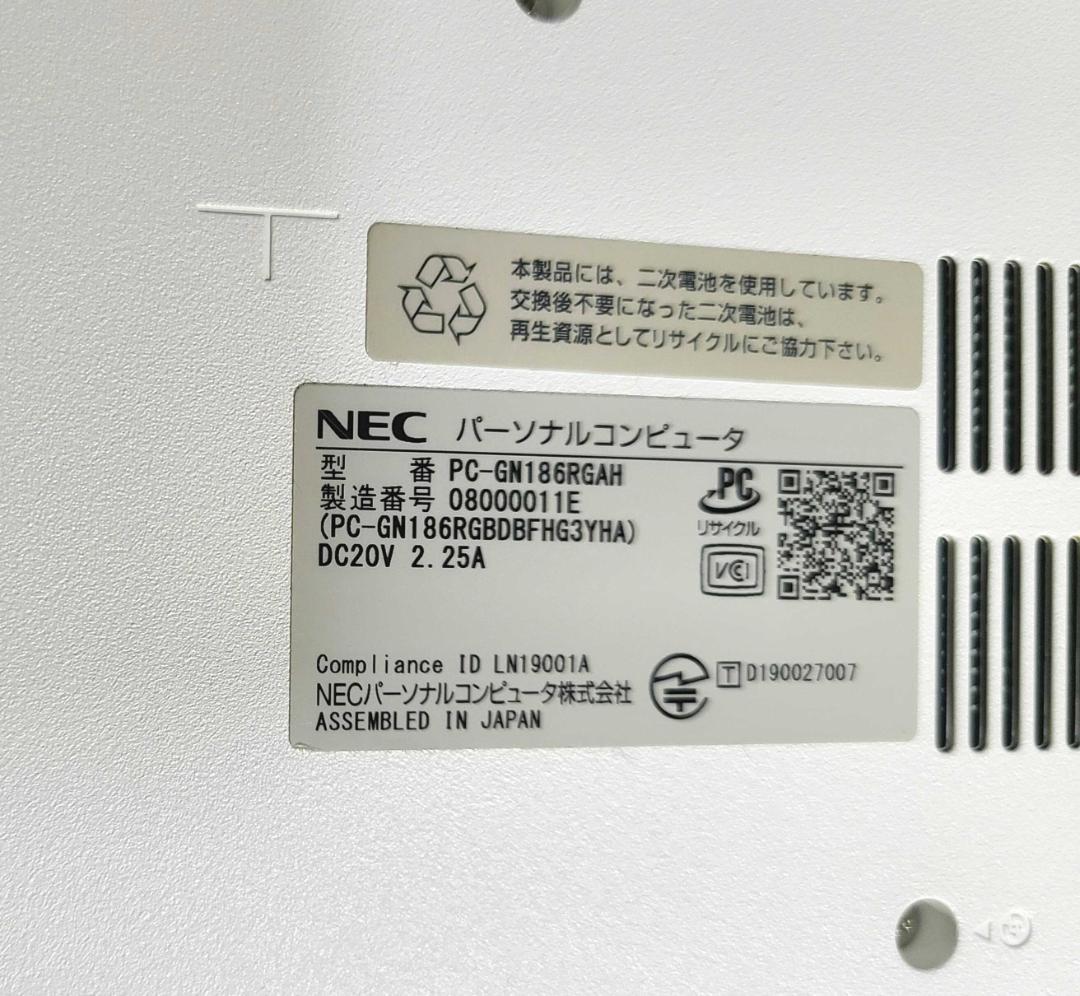 本製品には、二次電池を使用しています。
交換後不要になった二次電池は、
再生資源としてリサイクルにご協力下さい。
NEC パーソナルコンピュータ
型 番 PC-GN186RGAH
製造番号 08000011E
(PC-GN186RGBDBFHG3YHA)
DC20V 2.25A
PC
リサイクル
VCI
Compliance ID LN19001A
NECパーソナルコンピュータ株式会社
ASSEMBLED IN JAPAN
T D190027007